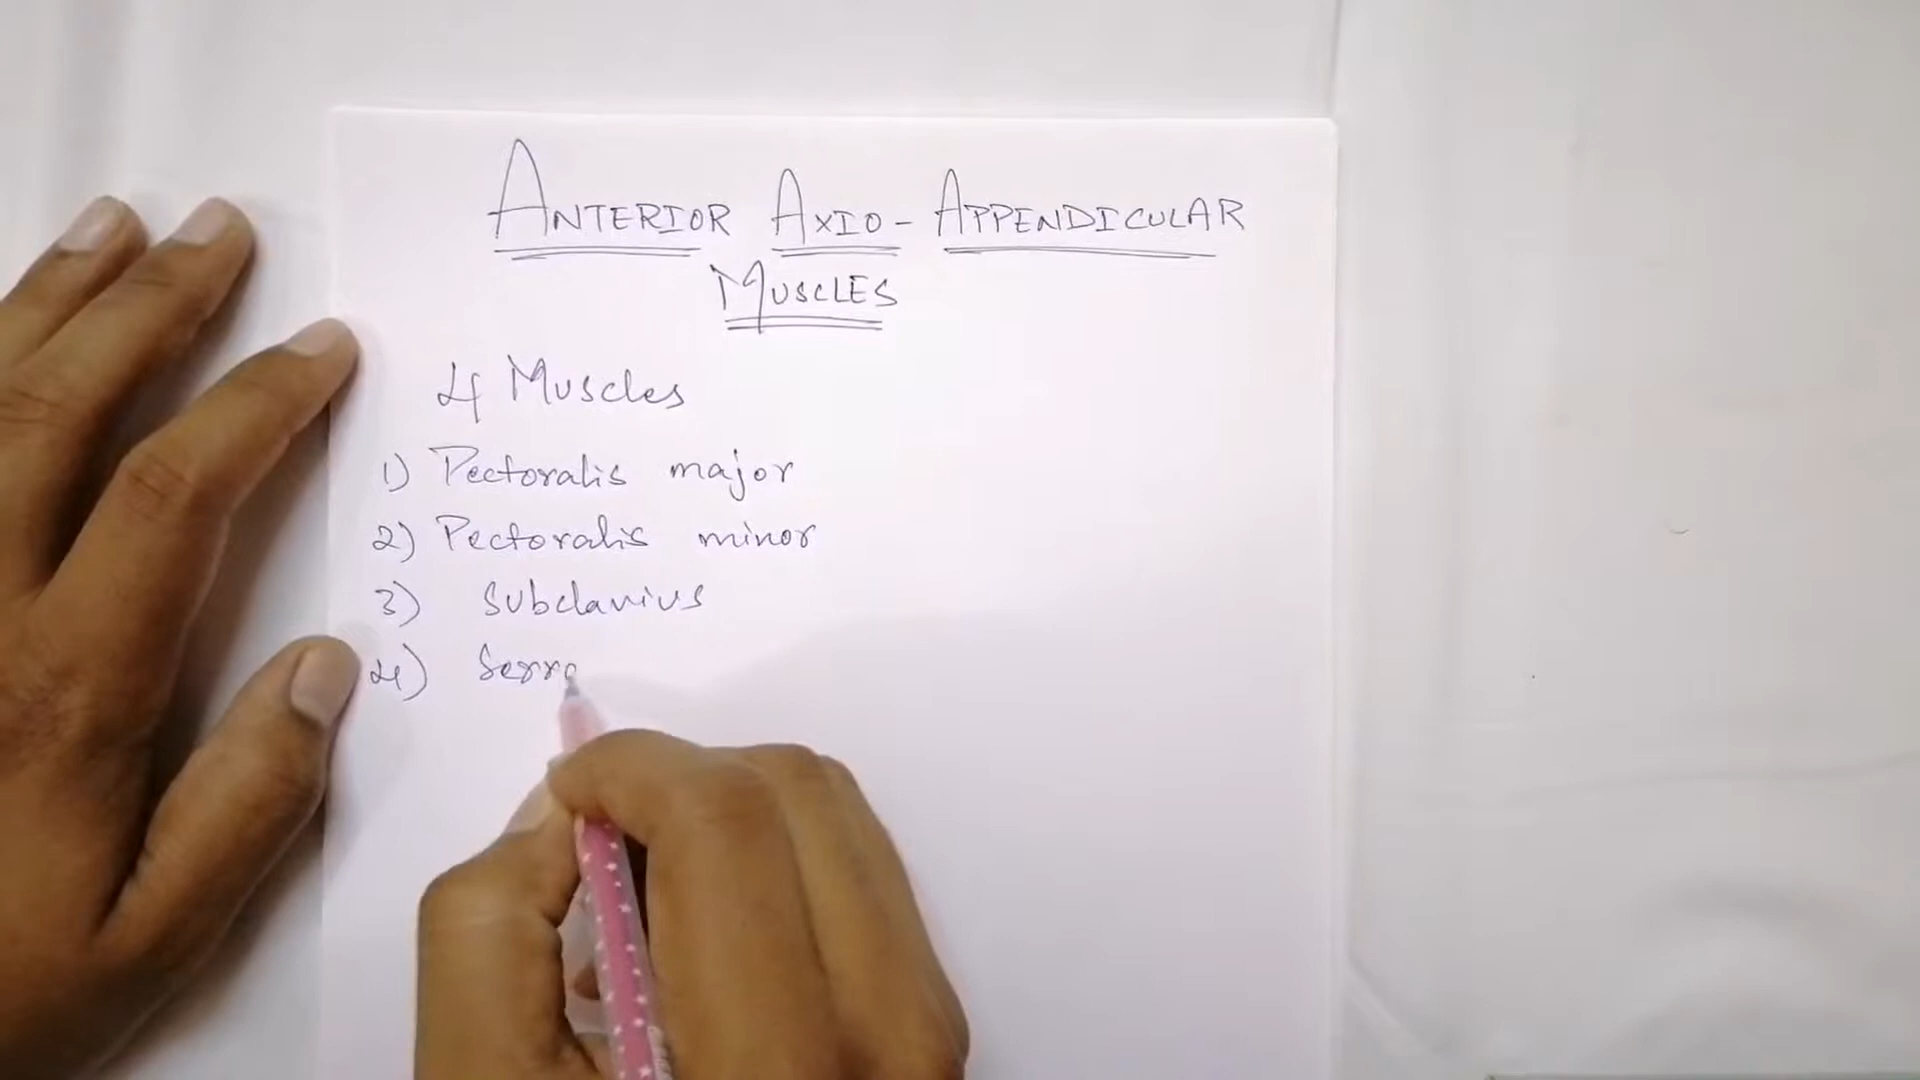 ANTERIOR AXIO-APPENDICULAR
MUSCLES
4 Muscles
1) Pectoralis major
2) Pectoralis minor
3) Subclavius
4) Serra